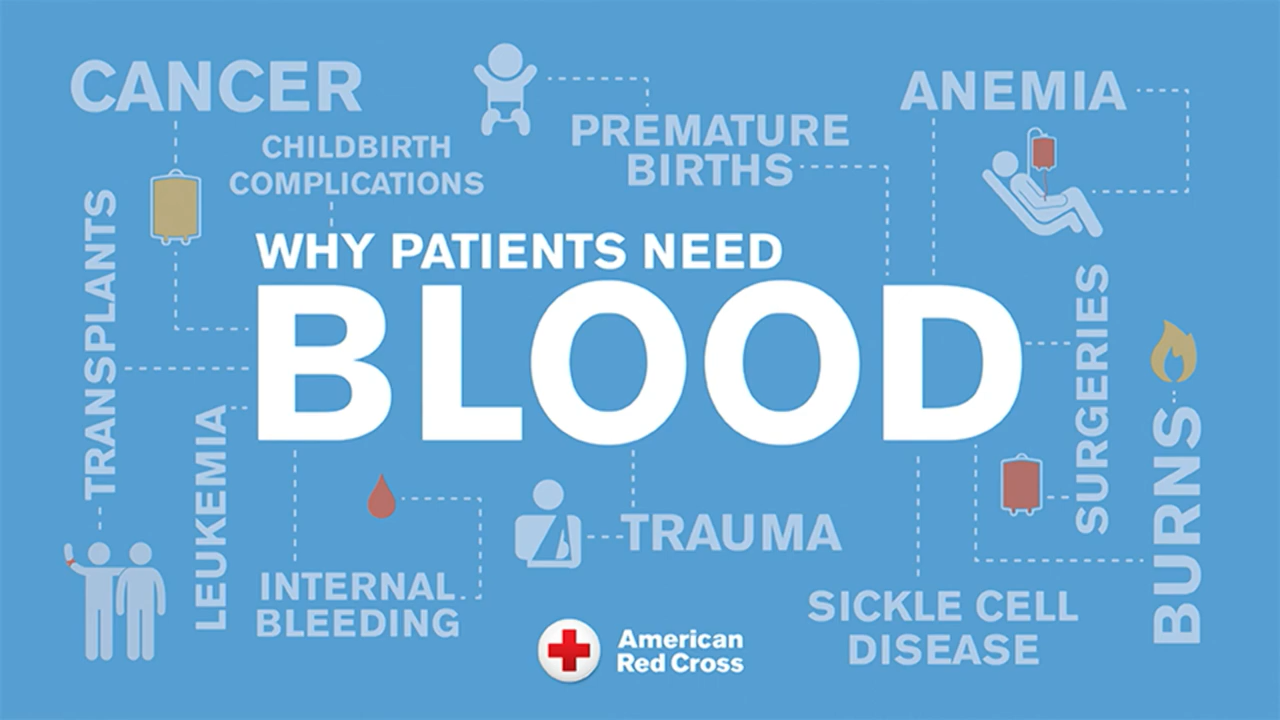 CANCER
CHILDBIRTH
COMPLICATIONS
PREMATURE
BIRTHS
ANEMIA
TRANSPLANTS
WHY PATIENTS NEED
BLOOD
SURGERIES
BURNS
LEUKEMIA
INTERNAL
BLEEDING
TRAUMA
SICKLE CELL
DISEASE
American
Red Cross